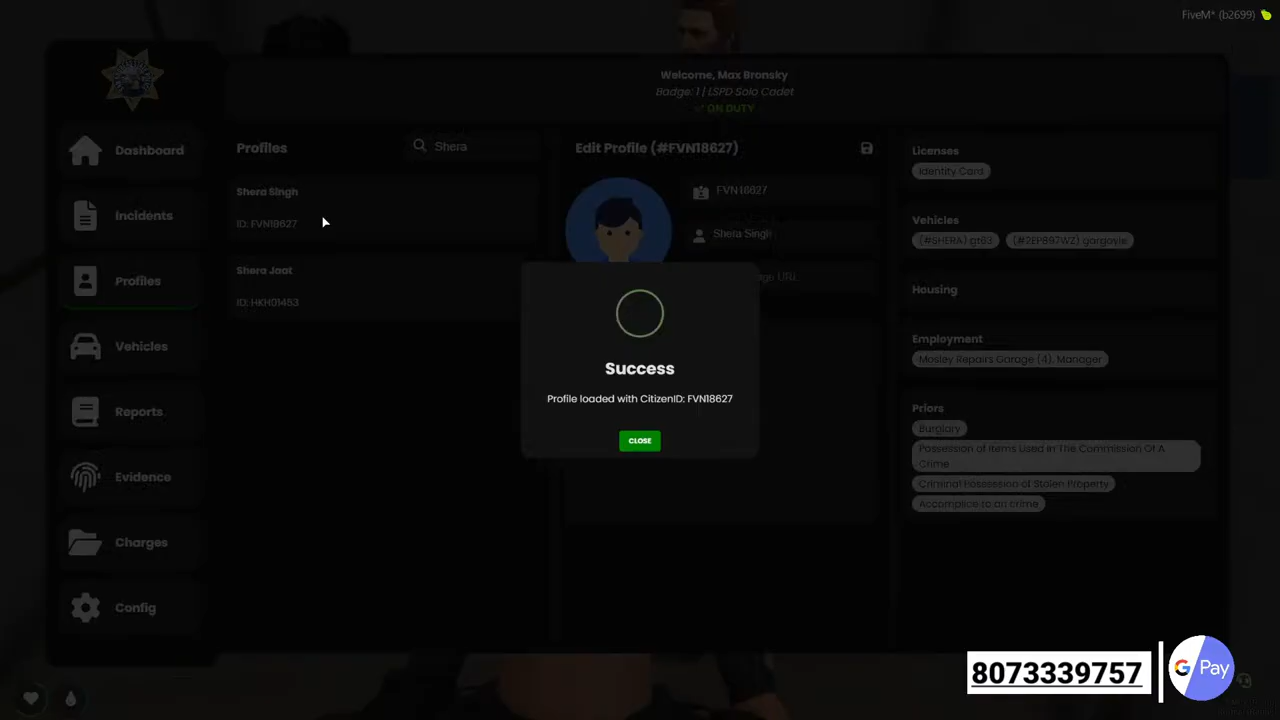 FiveM* (b2699)
Welcome, Max Bronsky
Badge: 1 | LSPD Solo Cadet
ON DUTY
Dashboard
Incidents
Profiles
Vehicles
Reports
Evidence
Charges
Config
Profiles
Shera
Shera Singh
ID: FVN18627
Shera Jaat
ID: HKH01453
Edit Profile (#FVN18627)
FVN18627
Shera Singh
URL
Success
Profile loaded with CitizenID: FVN18627
CLOSE
Licenses
Identity Card
Vehicles
(#SHERA) gt63
(#2EP897WZ) gargoyle
Housing
Employment
Mosley Repairs Garage (4), Manager
Priors
Burglary
Possession of Items Used In The Commission Of A
Crime
Criminal Possession of Stolen Property
Accomplice to an crime
8073339757
G Pay